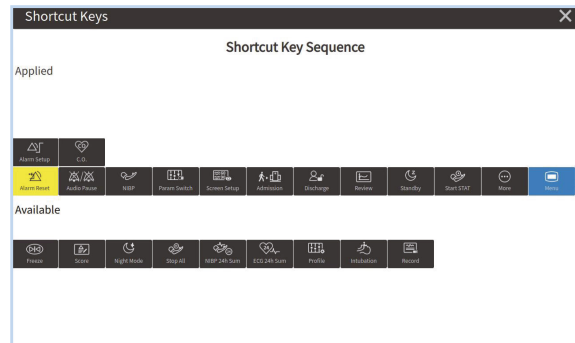 Shortcut Keys
Shortcut Key Sequence
Applied
Alarm Setup C.O.
Alarm Reset Audio Pause NIBP Param Switch Screen Setup Admission Discharge Review Standby Start STAT More Menu
Available
Freeze Score Night Mode Stop All NIBP 24h Sum ECG 24h Sum Profile Intubation Record